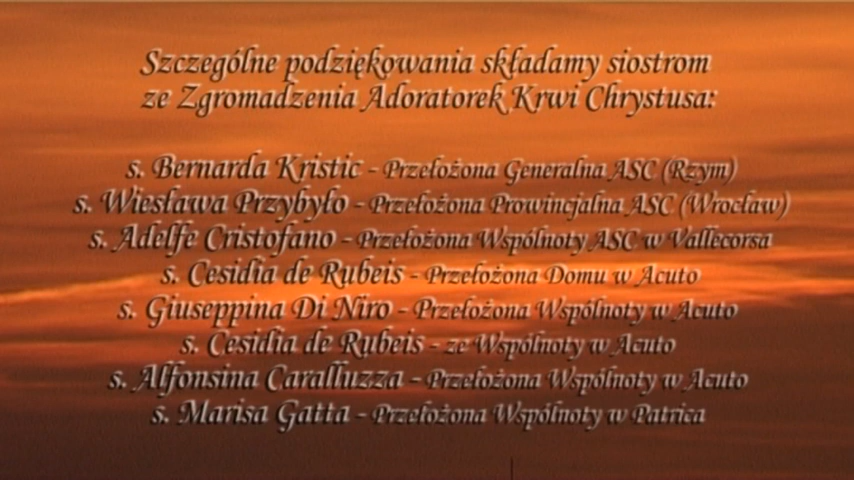 Szczególne podziękowania składamy siostrom
ze Zgromadzenia Adoratorek Krwi Chrystusa:
s. Bernarda Kristic - Przełożona Generalna ASC (Rzym)
s. Wiesława Przybyło - Przełożona Prowincjalna ASC (Wrocław)
s. Adelfe Cristofano - Przełożona Wspólnoty ASC w Vallecorsa
s. Cesidia de Rubeis - Przełożona Domu w Acuto
s. Giuseppina Di Niro - Przełożona Wspólnoty w Acuto
s. Cesidia de Rubeis - ze Wspólnoty w Acuto
s. Alfonsina Caralluzza - Przełożona Wspólnoty w Acuto
s. Marisa Gatta - Przełożona Wspólnoty w Patrica